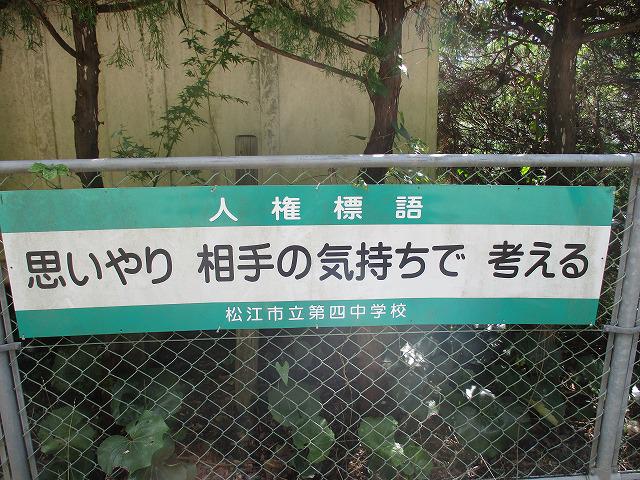 人権標語
思いやり 相手の気持ちで 考える
松江市立第四中学校